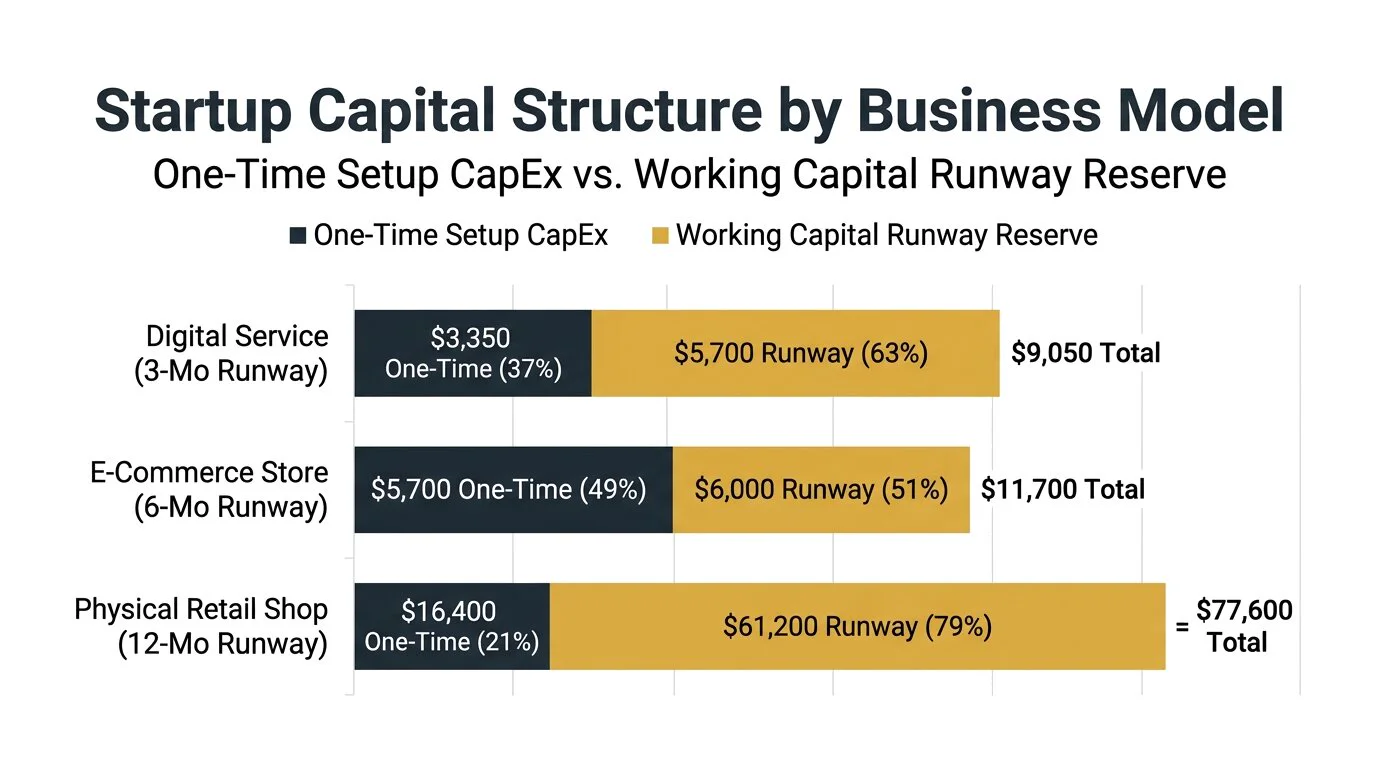 Startup Capital Structure by Business Model
One-Time Setup CapEx vs. Working Capital Runway Reserve
One-Time Setup CapEx
Working Capital Runway Reserve
Digital Service
(3-Mo Runway)
$3,350
One-Time (37%)
$5,700 Runway (63%)
$9,050 Total
E-Commerce Store
(6-Mo Runway)
$5,700 One-Time (49%)
$6,000 Runway (51%)
$11,700 Total
Physical Retail Shop
(12-Mo Runway)
$16,400
One-Time (21%)
$61,200 Runway (79%)
= $77,600
Total